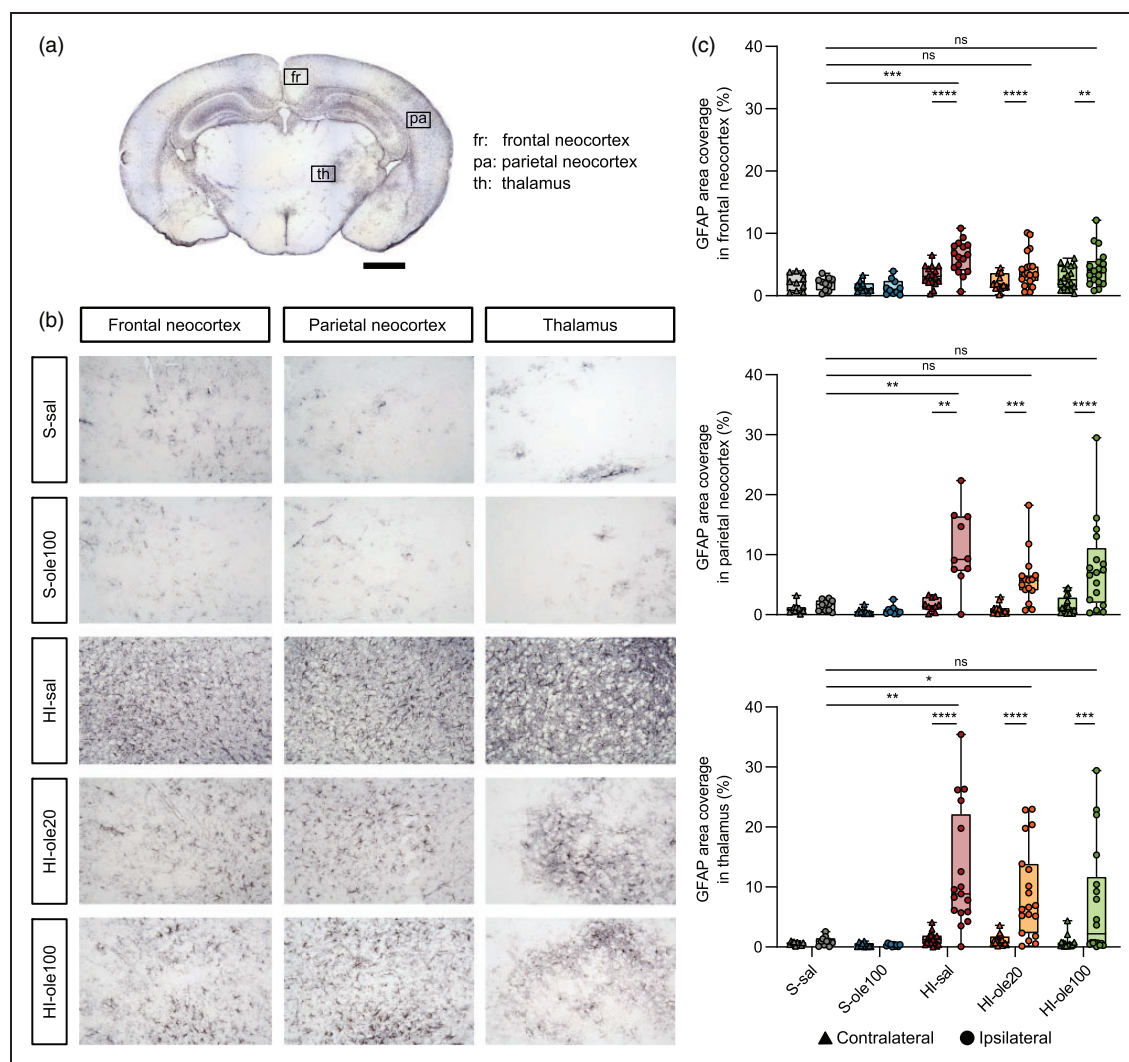 (a)
fr
pa
th
fr: frontal neocortex
pa: parietal neocortex
th: thalamus
(b)
Frontal neocortex
Parietal neocortex
Thalamus
S-sal
S-ole100
HI-sal
HI-ole20
HI-ole100
(c)
GFAP area coverage
in frontal neocortex (%)
40
30
20
10
0
ns
ns
***
****
****
**
GFAP area coverage
in parietal neocortex (%)
40
30
20
10
0
ns
ns
**
**
***
****
GFAP area coverage
in thalamus (%)
40
30
20
10
0
ns
*
**
****
****
***
S-sal
S-ole100
HI-sal
HI-ole20
HI-ole100
Contralateral
Ipsilateral